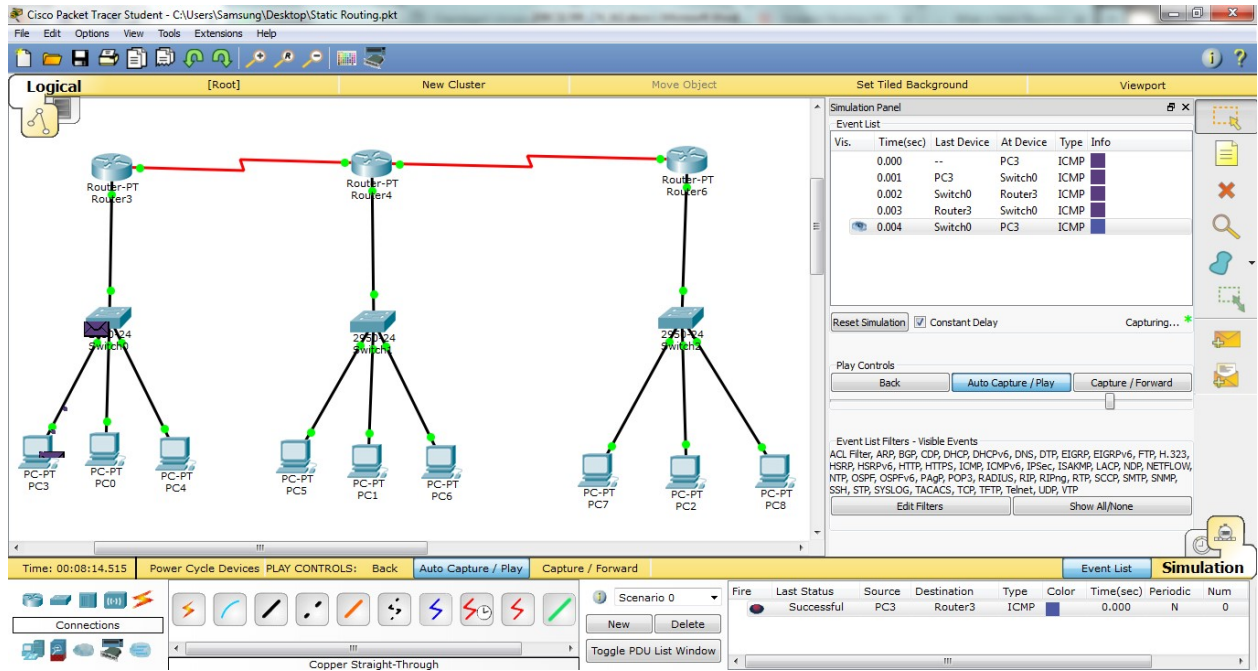 Cisco Packet Tracer Student - C:\Users\Samsung\Desktop\Static Routing.pkt
File Edit Options View Tools Extensions Help
Logical [Root] New Cluster Move Object Set Tiled Background Viewport
Router-PT
Router3
Router-PT
Router4
Router-PT
Router6
2950-24
Switch0
2950-24
Switch1
2950-24
Switch2
PC-PT
PC3
PC-PT
PC0
PC-PT
PC4
PC-PT
PC5
PC-PT
PC1
PC-PT
PC6
PC-PT
PC7
PC-PT
PC2
PC-PT
PC8
Simulation Panel
Event List
Vis. Time(sec) Last Device At Device Type Info
0.000 -- PC3 ICMP
0.001 PC3 Switch0 ICMP
0.002 Switch0 Router3 ICMP
0.003 Router3 Switch0 ICMP
0.004 Switch0 PC3 ICMP
Reset Simulation Constant Delay Capturing... *
Play Controls
Back Auto Capture / Play Capture / Forward
Event List Filters - Visible Events
ACL Filter, ARP, BGP, CDP, DHCP, DHCPv6, DNS, DTP, EIGRP, EIGRPv6, FTP, H.323,
HSRP, HSRPv6, HTTP, HTTPS, ICMP, ICMPv6, IPSec, ISAKMP, LACP, NDP, NETFLOW,
NTP, OSPF, OSPFv6, PAgP, POP3, RADIUS, RIP, RIPng, RTP, SCCP, SMTP, SNMP,
SSH, STP, SYSLOG, TACACS, TCP, TFTP, Telnet, UDP, VTP
Edit Filters Show All/None
Time: 00:08:14.515 Power Cycle Devices PLAY CONTROLS: Back Auto Capture / Play Capture / Forward Event List Simulation
Connections
Copper Straight-Through
Scenario 0
New Delete
Toggle PDU List Window
Fire Last Status Source Destination Type Color Time(sec) Periodic Num
Successful PC3 Router3 ICMP 0.000 N 0